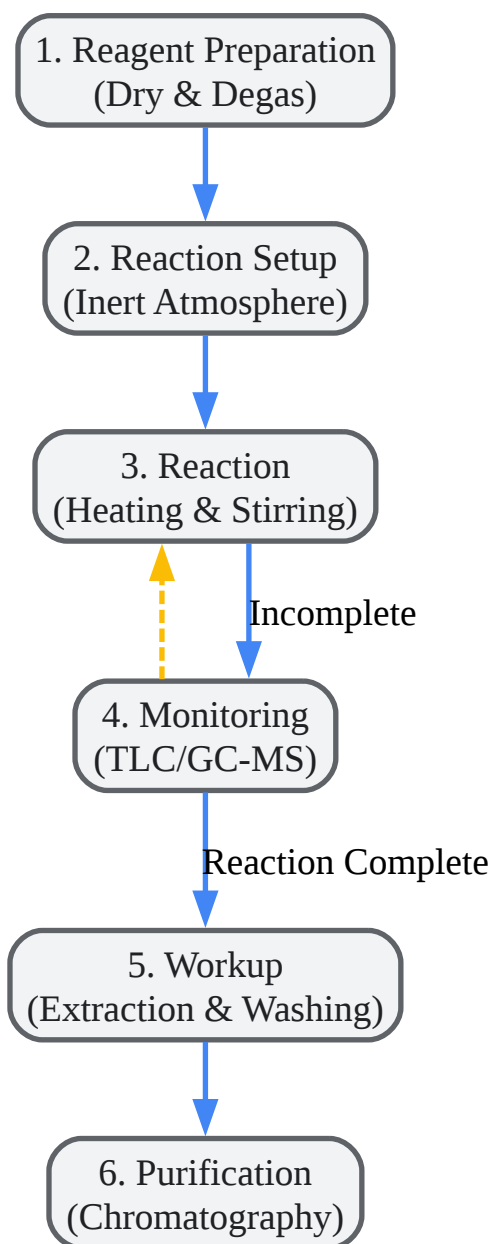 1. Reagent Preparation
(Dry & Degas)
2. Reaction Setup
(Inert Atmosphere)
3. Reaction
(Heating & Stirring)
Incomplete
4. Monitoring
(TLC/GC-MS)
Reaction Complete
5. Workup
(Extraction & Washing)
6. Purification
(Chromatography)